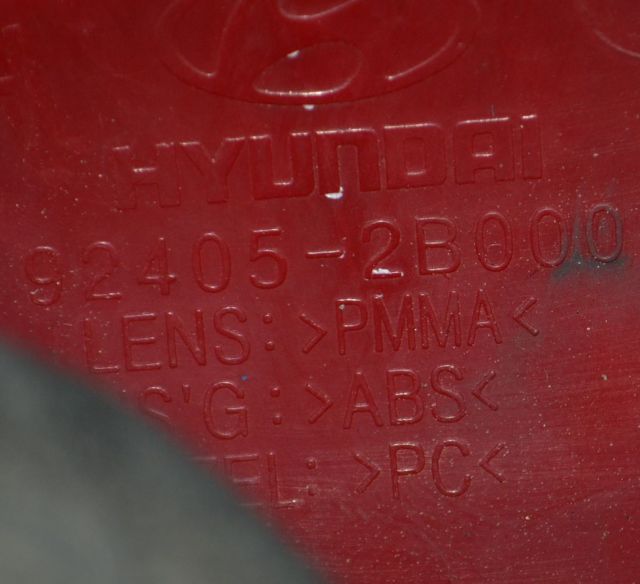 HYUNDAI
92405-2B000
LENS: >PMMA<
S'G: >ABS<
>PC<